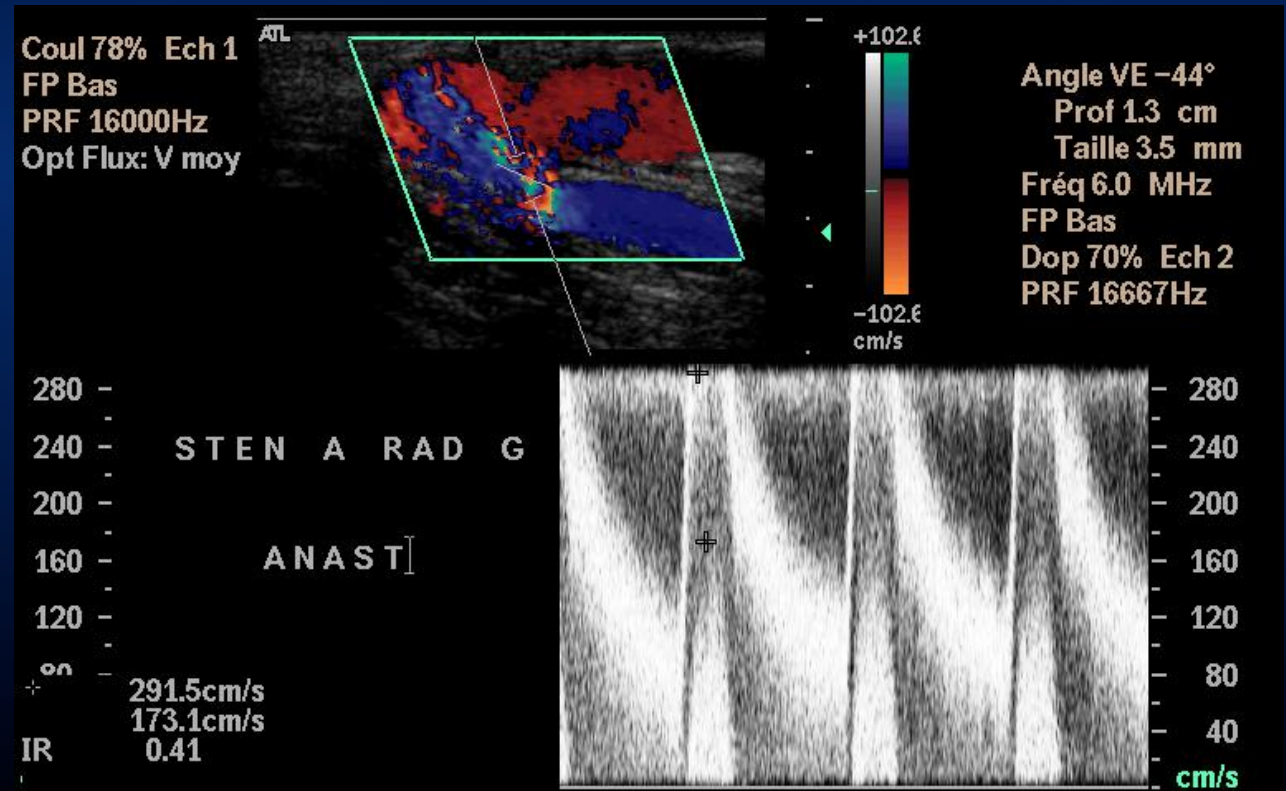 Coul 78% Ech 1
FP Bas
PRF 16000Hz
Opt Flux: V moy
ATL
+102.6
-102.6
cm/s
Angle VE -44°
Prof 1.3 cm
Taille 3.5 mm
Fréq 6.0 MHz
FP Bas
Dop 70% Ech 2
PRF 16667Hz
280
240
200
160
120
80
STEN A RAD G
ANAST
291.5cm/s
173.1cm/s
IR 0.41
280
240
200
160
120
80
40
cm/s